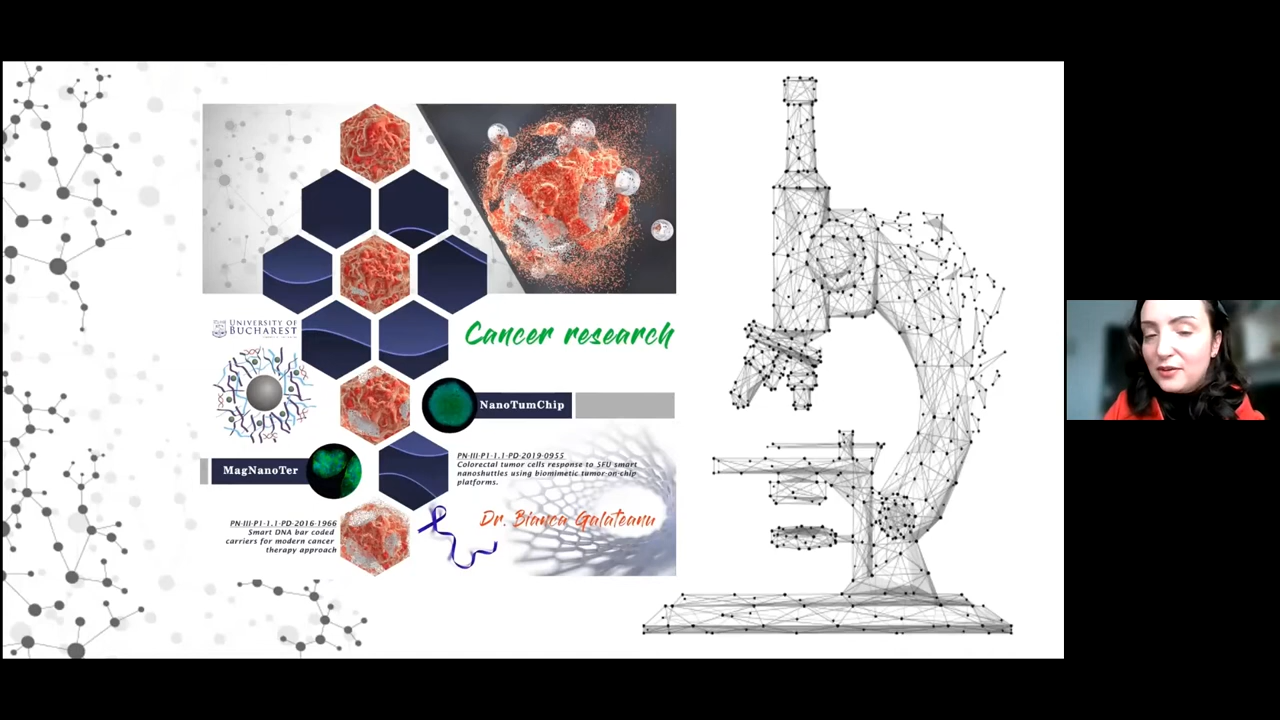 UNIVERSITY OF
BUCHAREST
Cancer research
NanoTumChip
PN-III-P1-1.1-PD-2019-0955
Colorectal tumor cells response to 5FU smart
nanoshuttles using biomimetic tumor-on-chip
platforms.
MagNanoTer
Dr. Bianca Galateanu
PN-III-P1-1.1-PD-2016-1966
Smart DNA bar coded
carriers for modern cancer
therapy approach